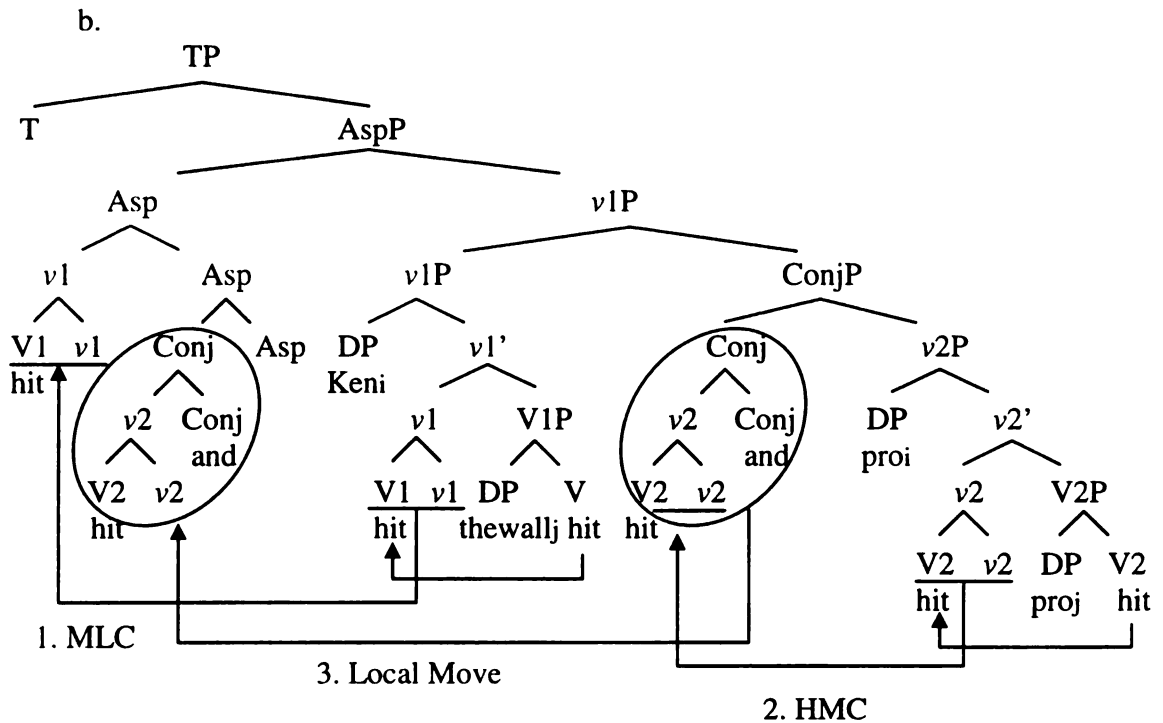 b.
TP
T AspP
Asp v1P
v1 Asp v1P ConjP
V1 v1 Conj Asp DP v1' Conj v2P
hit Keni
v2 Conj v1 V1P v2 Conj DP v2'
and and proi
V2 v2 V1 v1 DP V V2 v2 v2 V2P
hit hit thewallj hit hit
V2 v2 DP V2
hit proj hit
1. MLC
3. Local Move
2. HMC